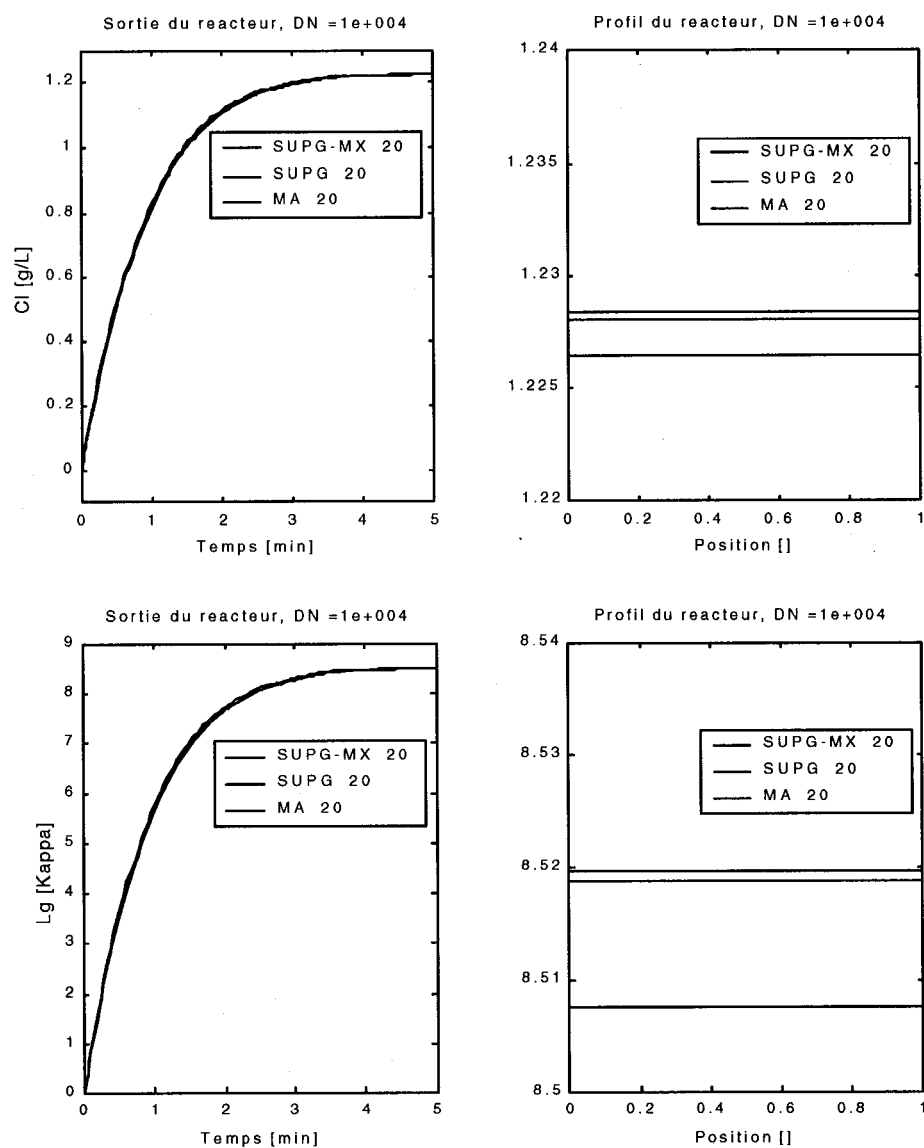 Sortie du reacteur, DN =1e+004
1.2
1
0.8
0.6
0.4
0.2
0
Cl [g/L]
SUPG-MX 20
SUPG 20
MA 20
0 1 2 3 4 5
Temps [min]
Profil du reacteur, DN =1e+004
1.24
1.235
1.23
1.225
1.22
SUPG-MX 20
SUPG 20
MA 20
0 0.2 0.4 0.6 0.8 1
Position []
Sortie du reacteur, DN =1e+004
9
8
7
6
5
4
3
2
1
0
Lg [Kappa]
SUPG-MX 20
SUPG 20
MA 20
0 1 2 3 4 5
Temps [min]
Profil du reacteur, DN =1e+004
8.54
8.53
8.52
8.51
8.5
SUPG-MX 20
SUPG 20
MA 20
0 0.2 0.4 0.6 0.8 1
Position []